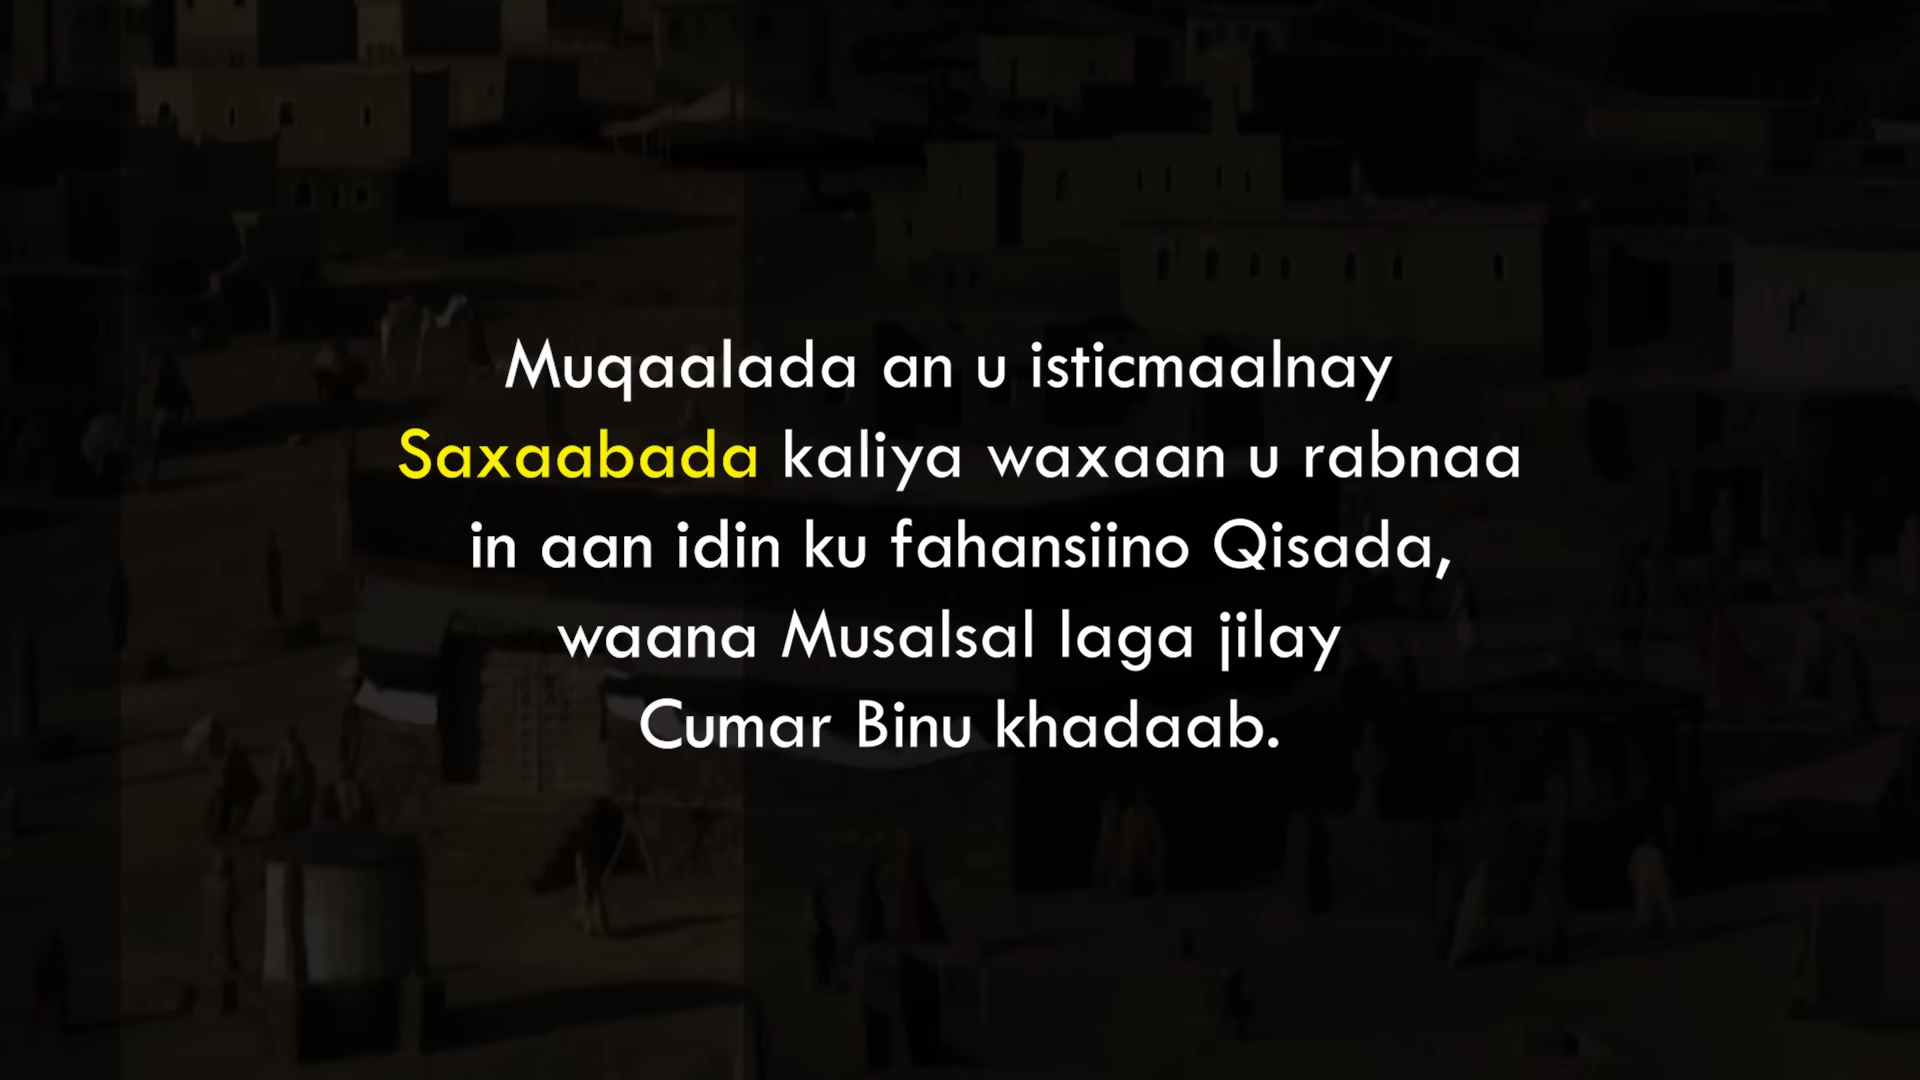 Muqaalada an u isticmaalnay
Saxaabada kaliya waxaan u rabnaa
in aan idin ku fahansiino Qisada,
waana Musalsal laga jilay
Cumar Binu khadaab.